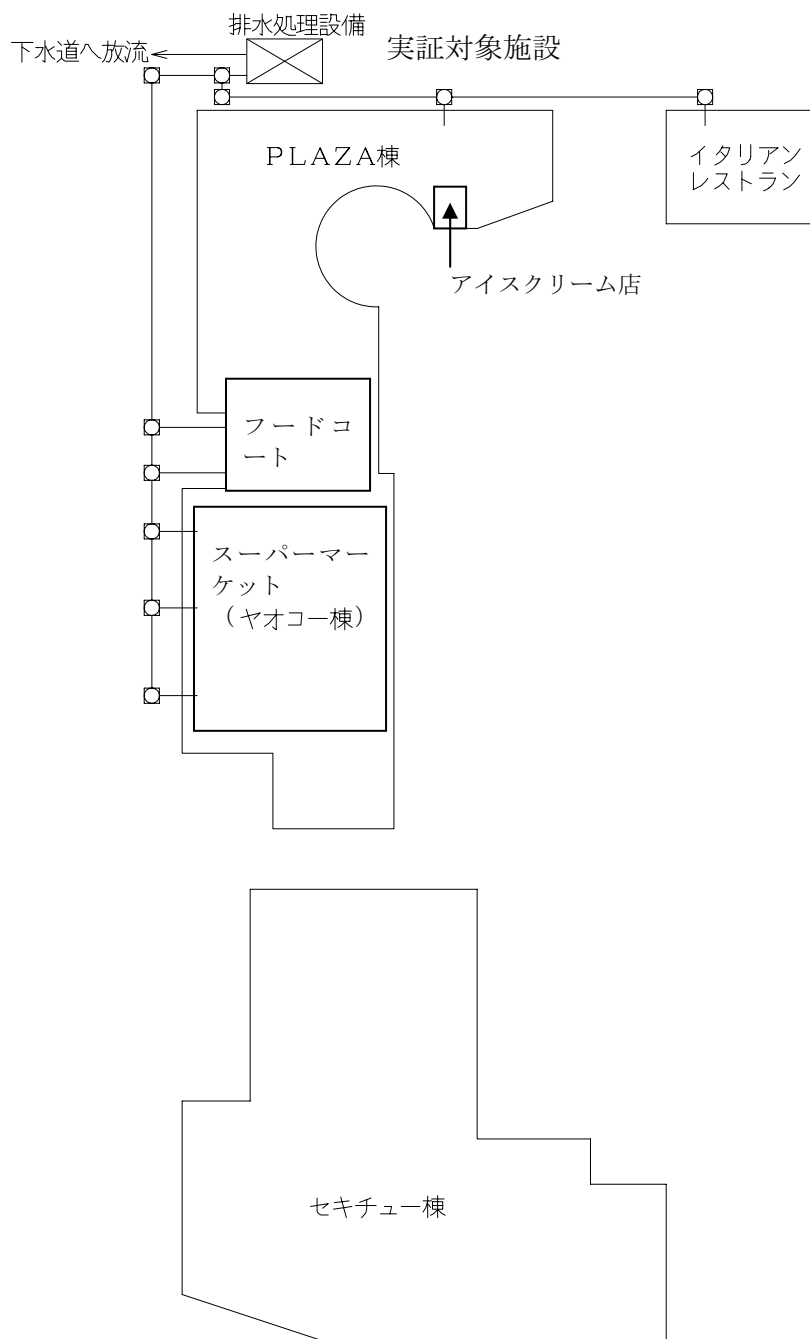 排水処理設備
下水道へ放流
実証対象施設
PLAZA棟
イタリアン
レストラン
アイスクリーム店
フードコ
ート
スーパーマー
ケット
(ヤオコー棟)
セキチュー棟